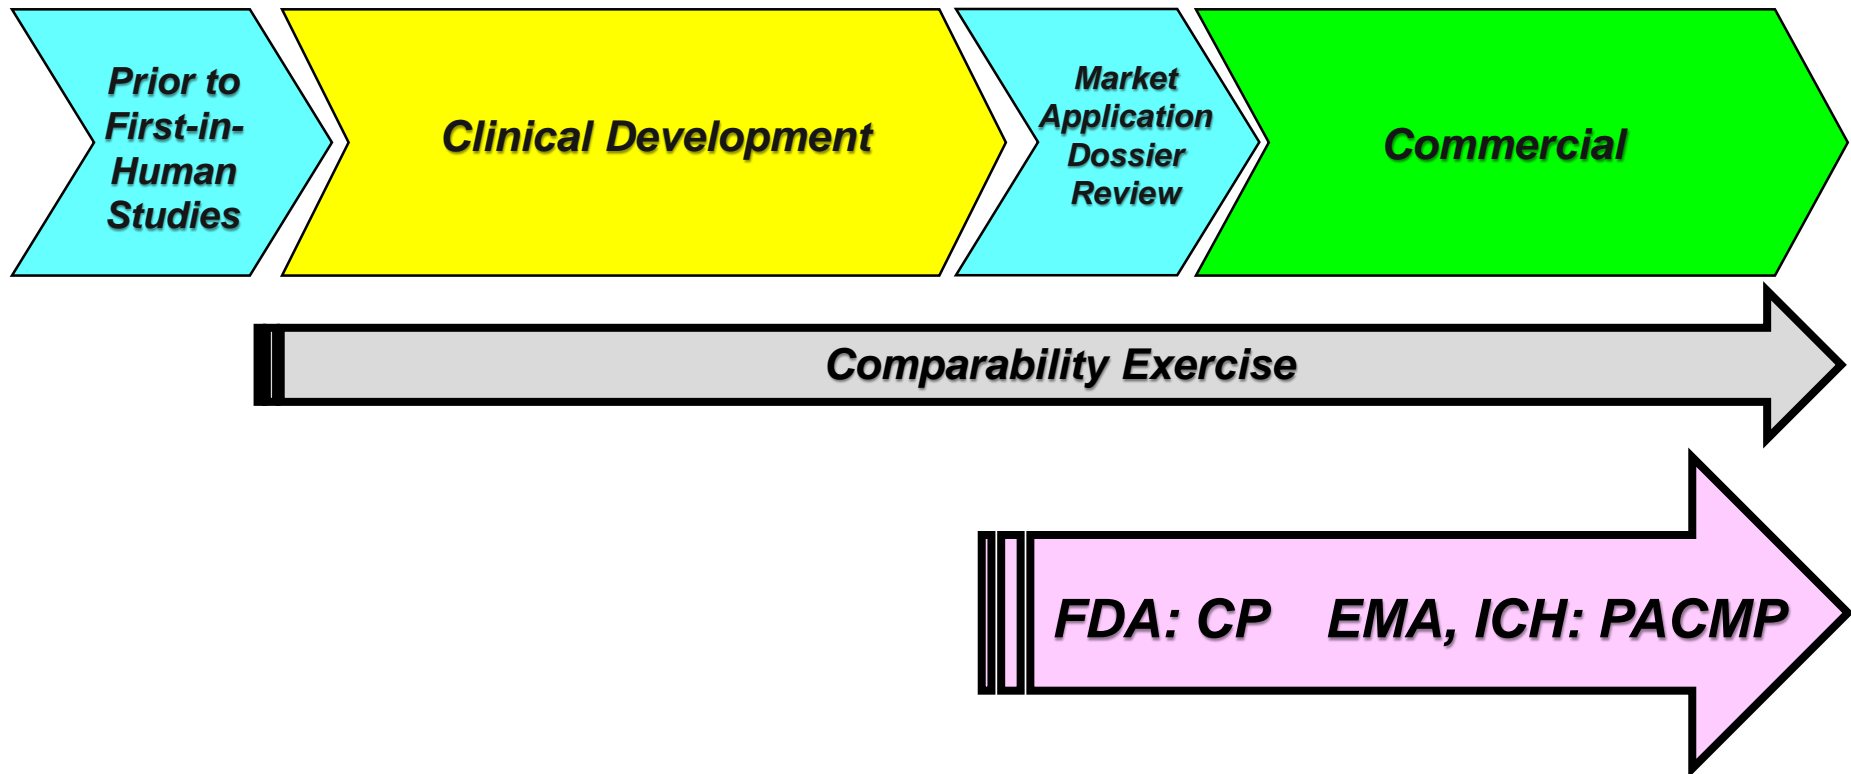 Prior to
First-in-
Human
Studies
Clinical Development
Market
Application
Dossier
Review
Commercial
Comparability Exercise
FDA: CP    EMA, ICH: PACMP